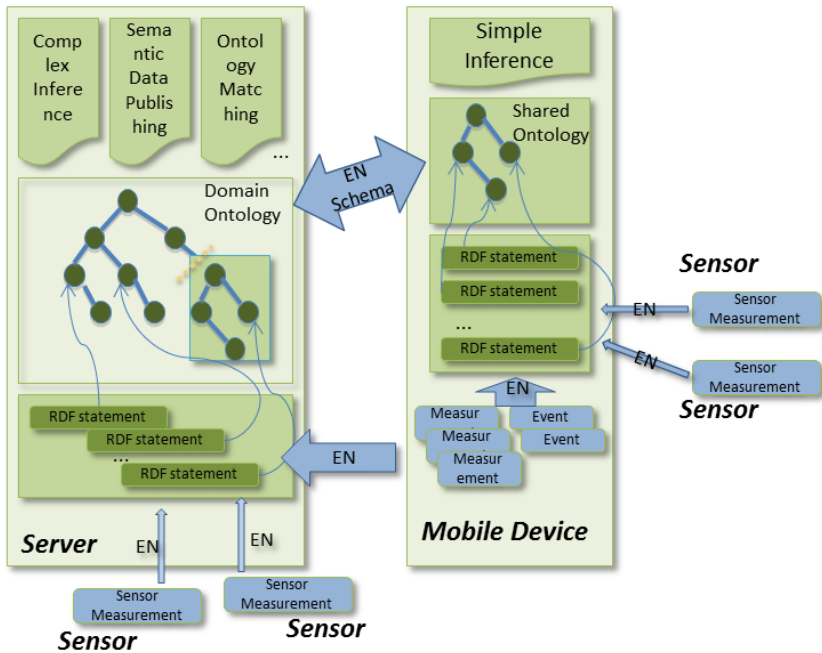 Comp
lex
Infere
nce
Sema
ntic
Data
Publis
hing
Ontol
ogy
Matc
hing
...
Domain
Ontology
RDF statement
RDF statement
...
RDF statement
Server
EN
EN
Sensor
Measurement
Sensor
Sensor
Measurement
Sensor
EN
Schema
EN
Simple
Inference
Shared
Ontology
RDF statement
RDF statement
...
RDF statement
EN
Measur
Measur
Measur
ement
Event
Event
Mobile Device
Sensor
EN
Sensor
Measurement
EN
Sensor
Measurement
Sensor